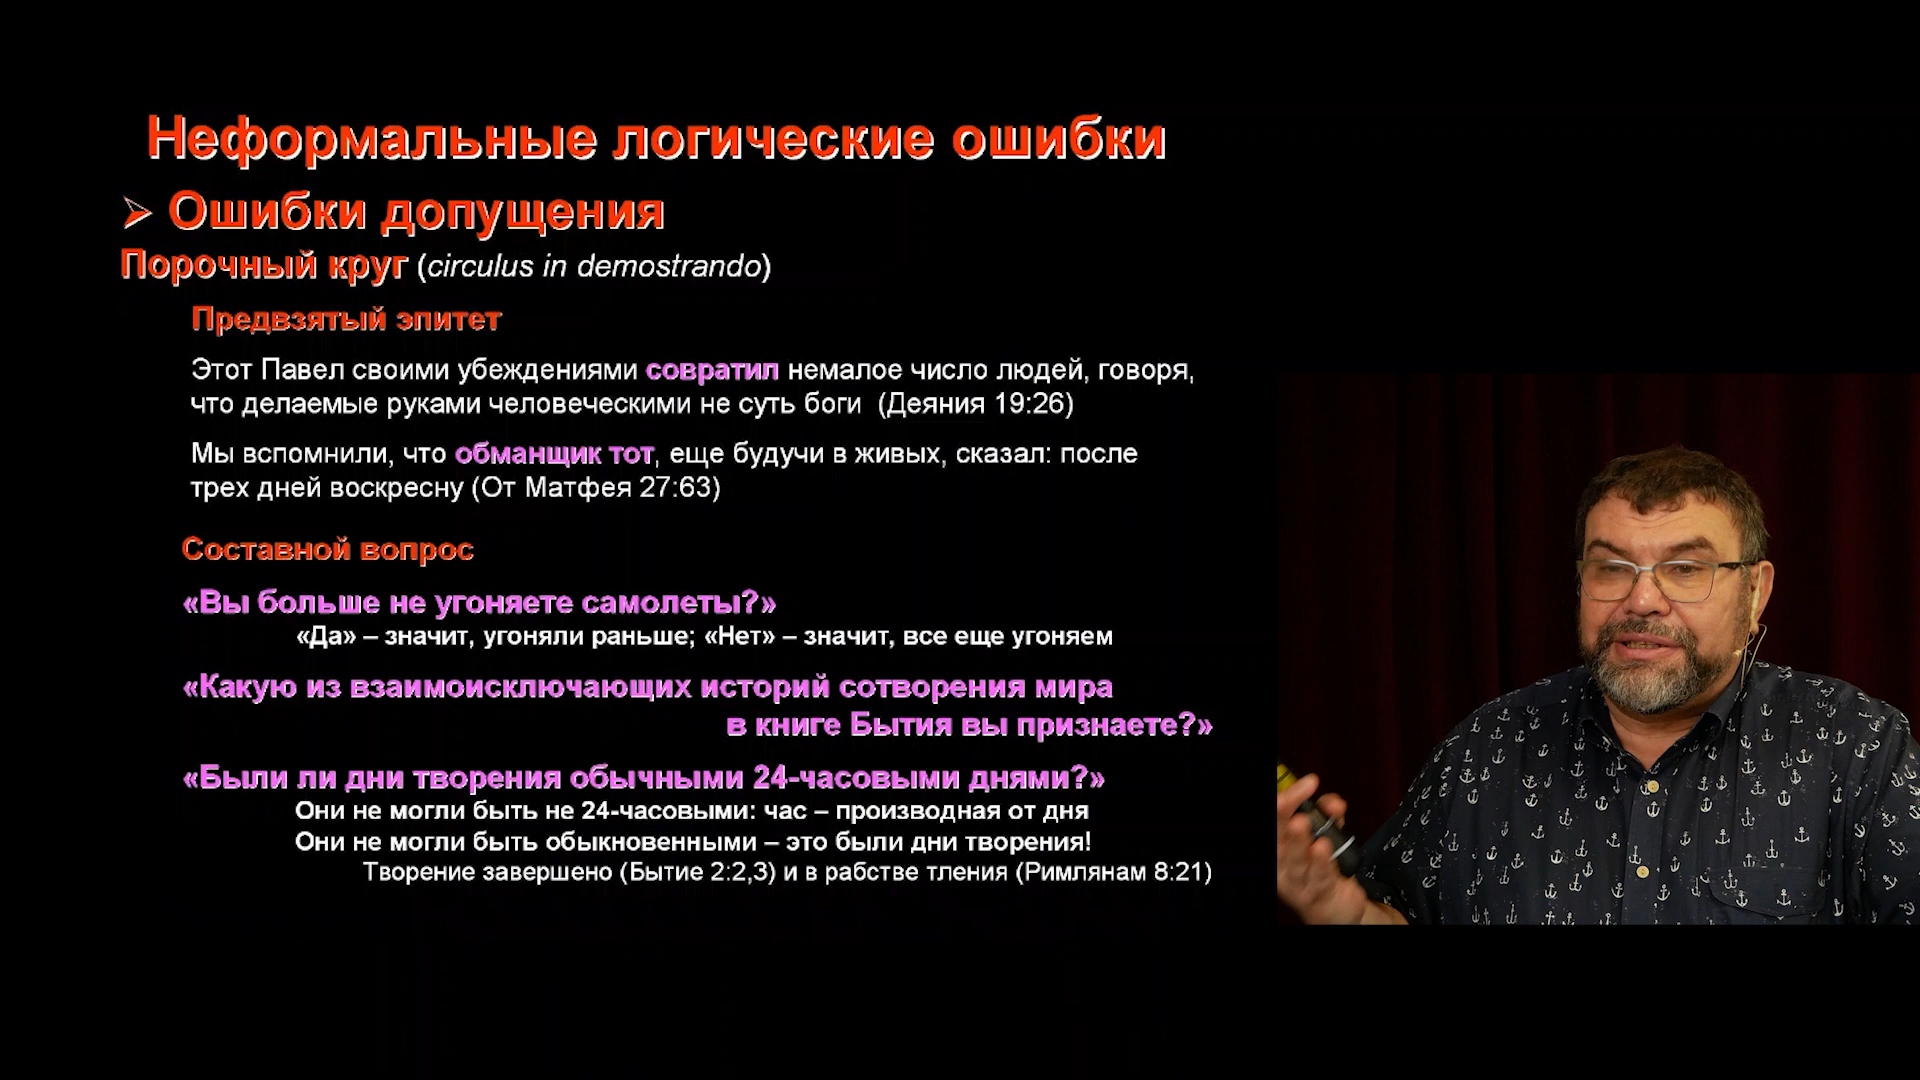 Неформальные логические ошибки
➢ Ошибки допущения
Порочный круг (circulus in demostrando)
Предвзятый эпитет
Этот Павел своими убеждениями совратил немалое число людей, говоря,
что делаемые руками человеческими не суть боги (Деяния 19:26)
Мы вспомнили, что обманщик тот, еще будучи в живых, сказал: после
трех дней воскресну (От Матфея 27:63)
Составной вопрос
«Вы больше не угоняете самолеты?»
«Да» – значит, угоняли раньше; «Нет» – значит, все еще угоняем
«Какую из взаимоисключающих историй сотворения мира
в книге Бытия вы признаете?»
«Были ли дни творения обычными 24-часовыми днями?»
Они не могли быть не 24-часовыми: час – производная от дня
Они не могли быть обыкновенными – это были дни творения!
Творение завершено (Бытие 2:2,3) и в рабстве тления (Римлянам 8:21)